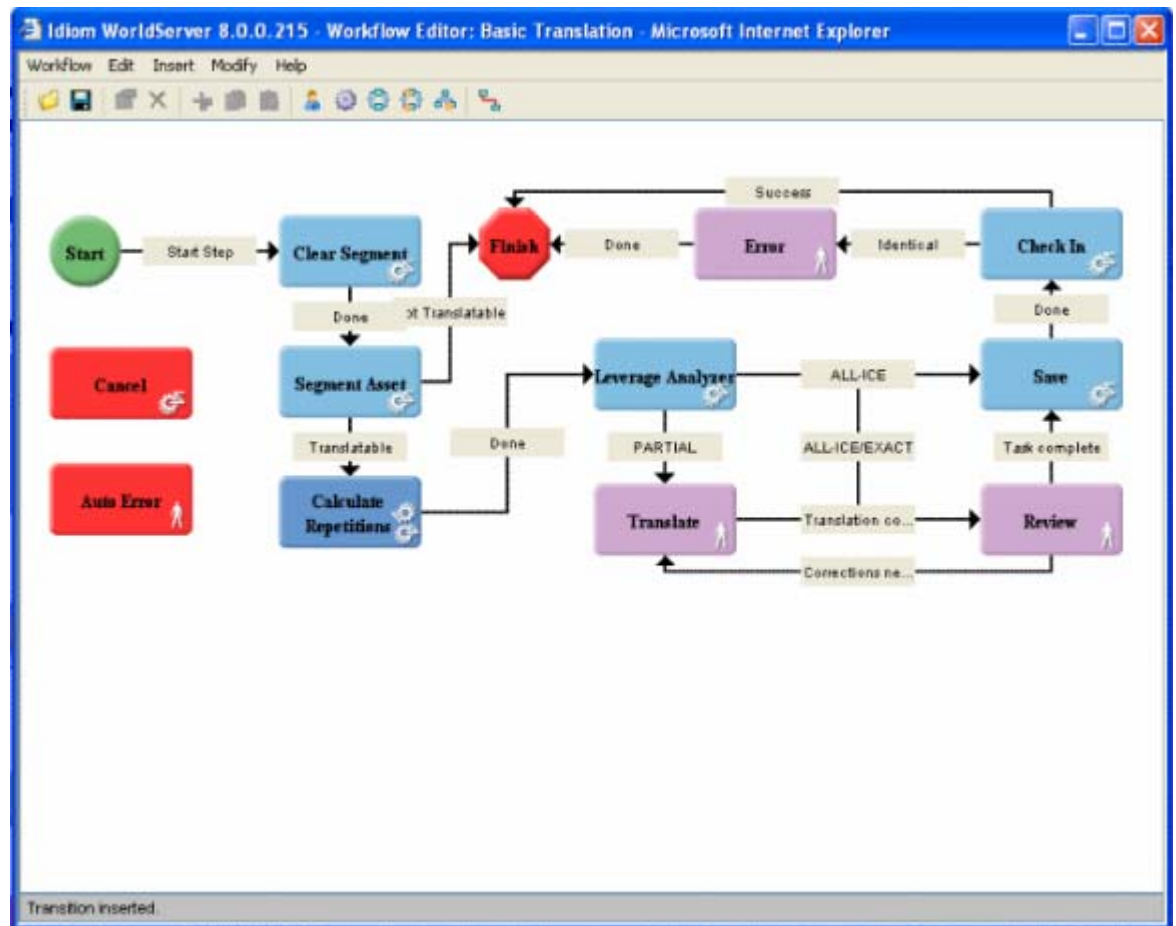 Idiom WorldServer 8.0.0.215 - Workflow Editor: Basic Translation - Microsoft Internet Explorer
Workflow Edit Insert Modify Help
Success
Start
Start Step
Clear Segment
Finish
Done
Error
Identical
Check In
Done
ot Translatable
Done
Cancel
Segment Asset
Leverage Analyzer
ALL-ICE
Save
Translatable
Done
PARTIAL
ALL-ICE/EXACT
Task complete
Auto Error
Calculate
Repetitions
Translate
Translation co...
Review
Corrections ne...
Transition inserted.